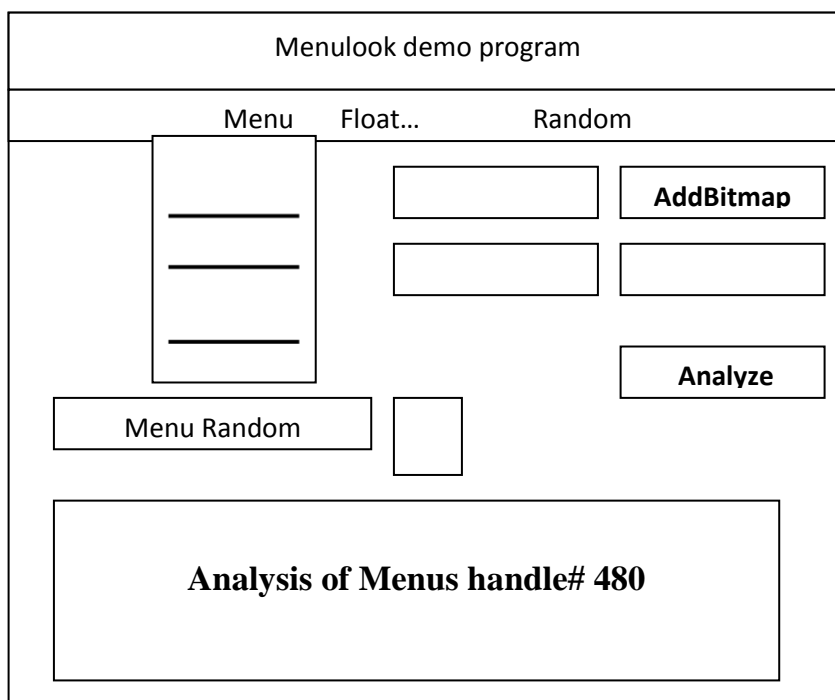 Menulook demo program
Menu Float... Random
AddBitmap
Analyze
Menu Random
Analysis of Menus handle# 480